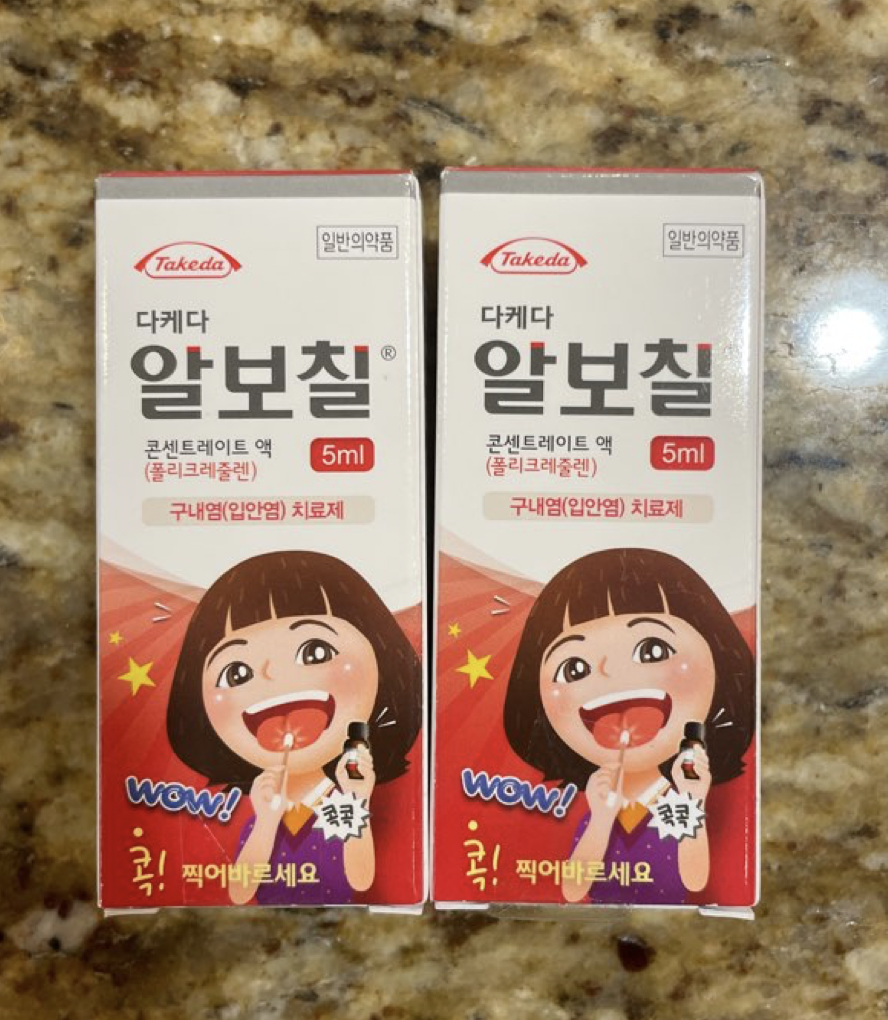 Takeda
일반의약품
다케다
알보칠®
콘센트레이트 액
(폴리크레줄렌)
5ml
구내염(입안염) 치료제
WOW!
콕콕
콕! 찍어바르세요
Takeda
일반의약품
다케다
알보칠
콘센트레이트 액
(폴리크레줄렌)
5ml
구내염(입안염) 치료제
WOW!
콕콕
콕! 찍어바르세요